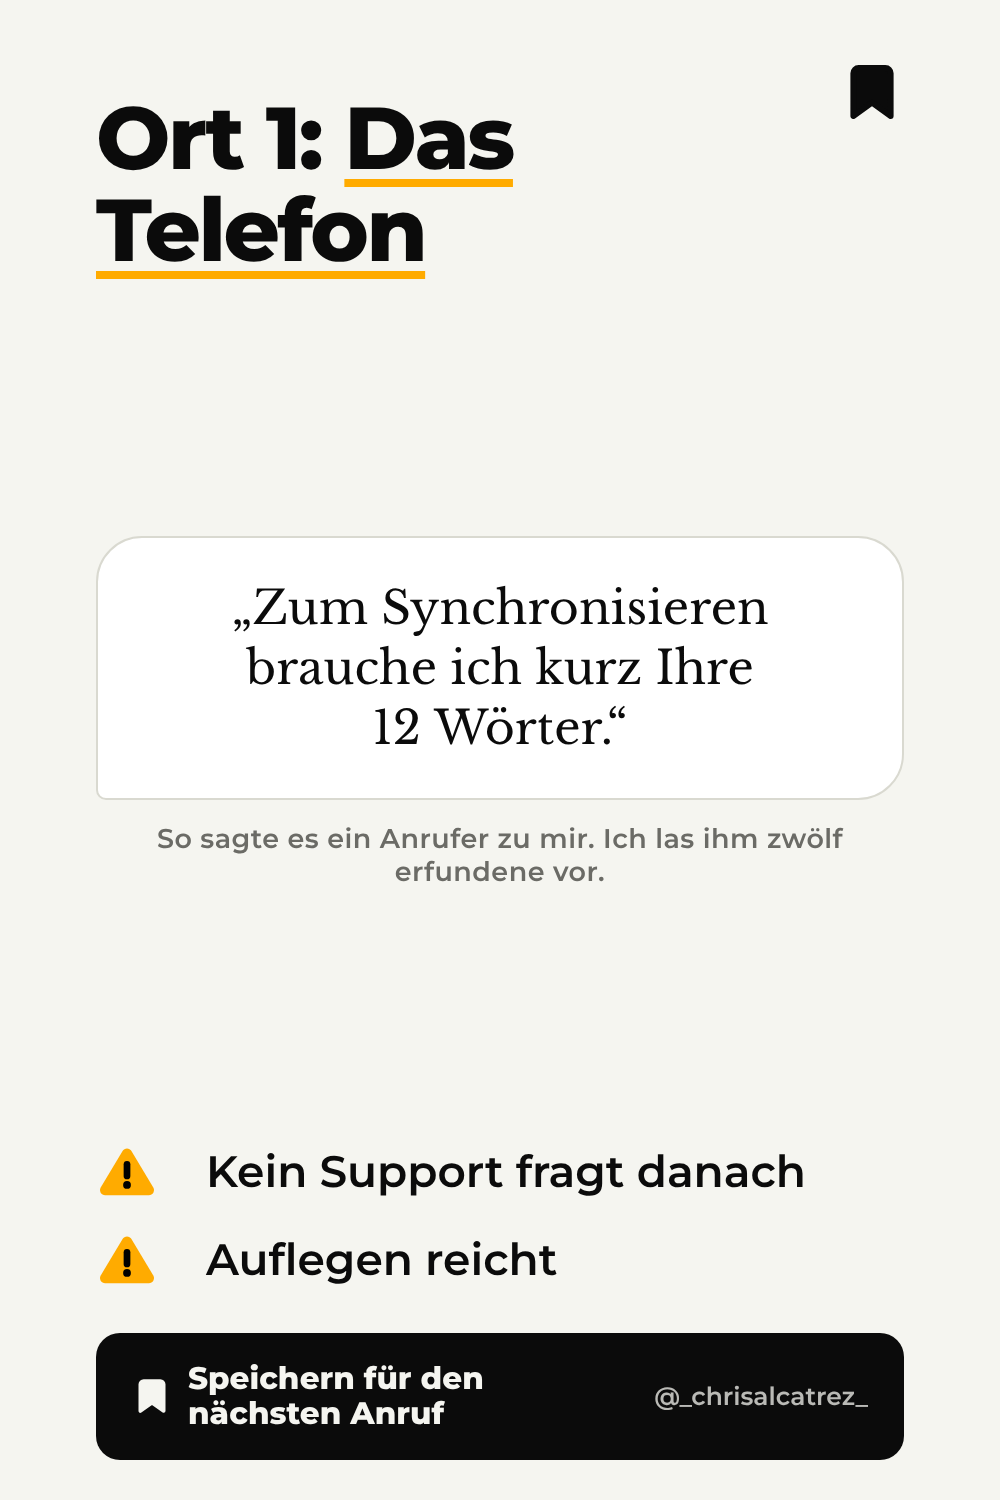 Ort 1: Das
Telefon
„Zum Synchronisieren
brauche ich kurz Ihre
12 Wörter.“
So sagte es ein Anrufer zu mir. Ich las ihm zwölf
erfundene vor.
Kein Support fragt danach
Auflegen reicht
Speichern für den
nächsten Anruf
@_chrisalcatrez_